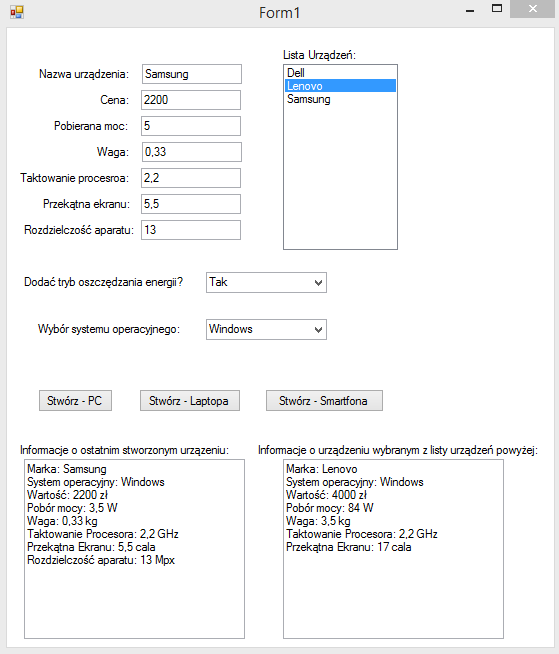 Form1
Nazwa urządzenia: Samsung
Cena: 2200
Pobierana moc: 5
Waga: 0,33
Taktowanie procesroa: 2,2
Przekątna ekranu: 5,5
Rozdzielczość aparatu: 13
Lista Urządzeń:
Dell
Lenovo
Samsung
Dodać tryb oszczędzania energii? Tak
Wybór systemu operacyjnego: Windows
Stwórz - PC
Stwórz - Laptopa
Stwórz - Smartfona
Informacje o ostatnim stworzonym urązeniu:
Marka: Samsung
System operacyjny: Windows
Wartość: 2200 zł
Pobór mocy: 3,5 W
Waga: 0,33 kg
Taktowanie Procesora: 2,2 GHz
Przekątna Ekranu: 5,5 cala
Rozdzielczość aparatu: 13 Mpx
Informacje o urządzeniu wybranym z listy urządzeń powyżej:
Marka: Lenovo
System operacyjny: Windows
Wartość: 4000 zł
Pobór mocy: 84 W
Waga: 3,5 kg
Taktowanie Procesora: 2,2 GHz
Przekątna Ekranu: 17 cala